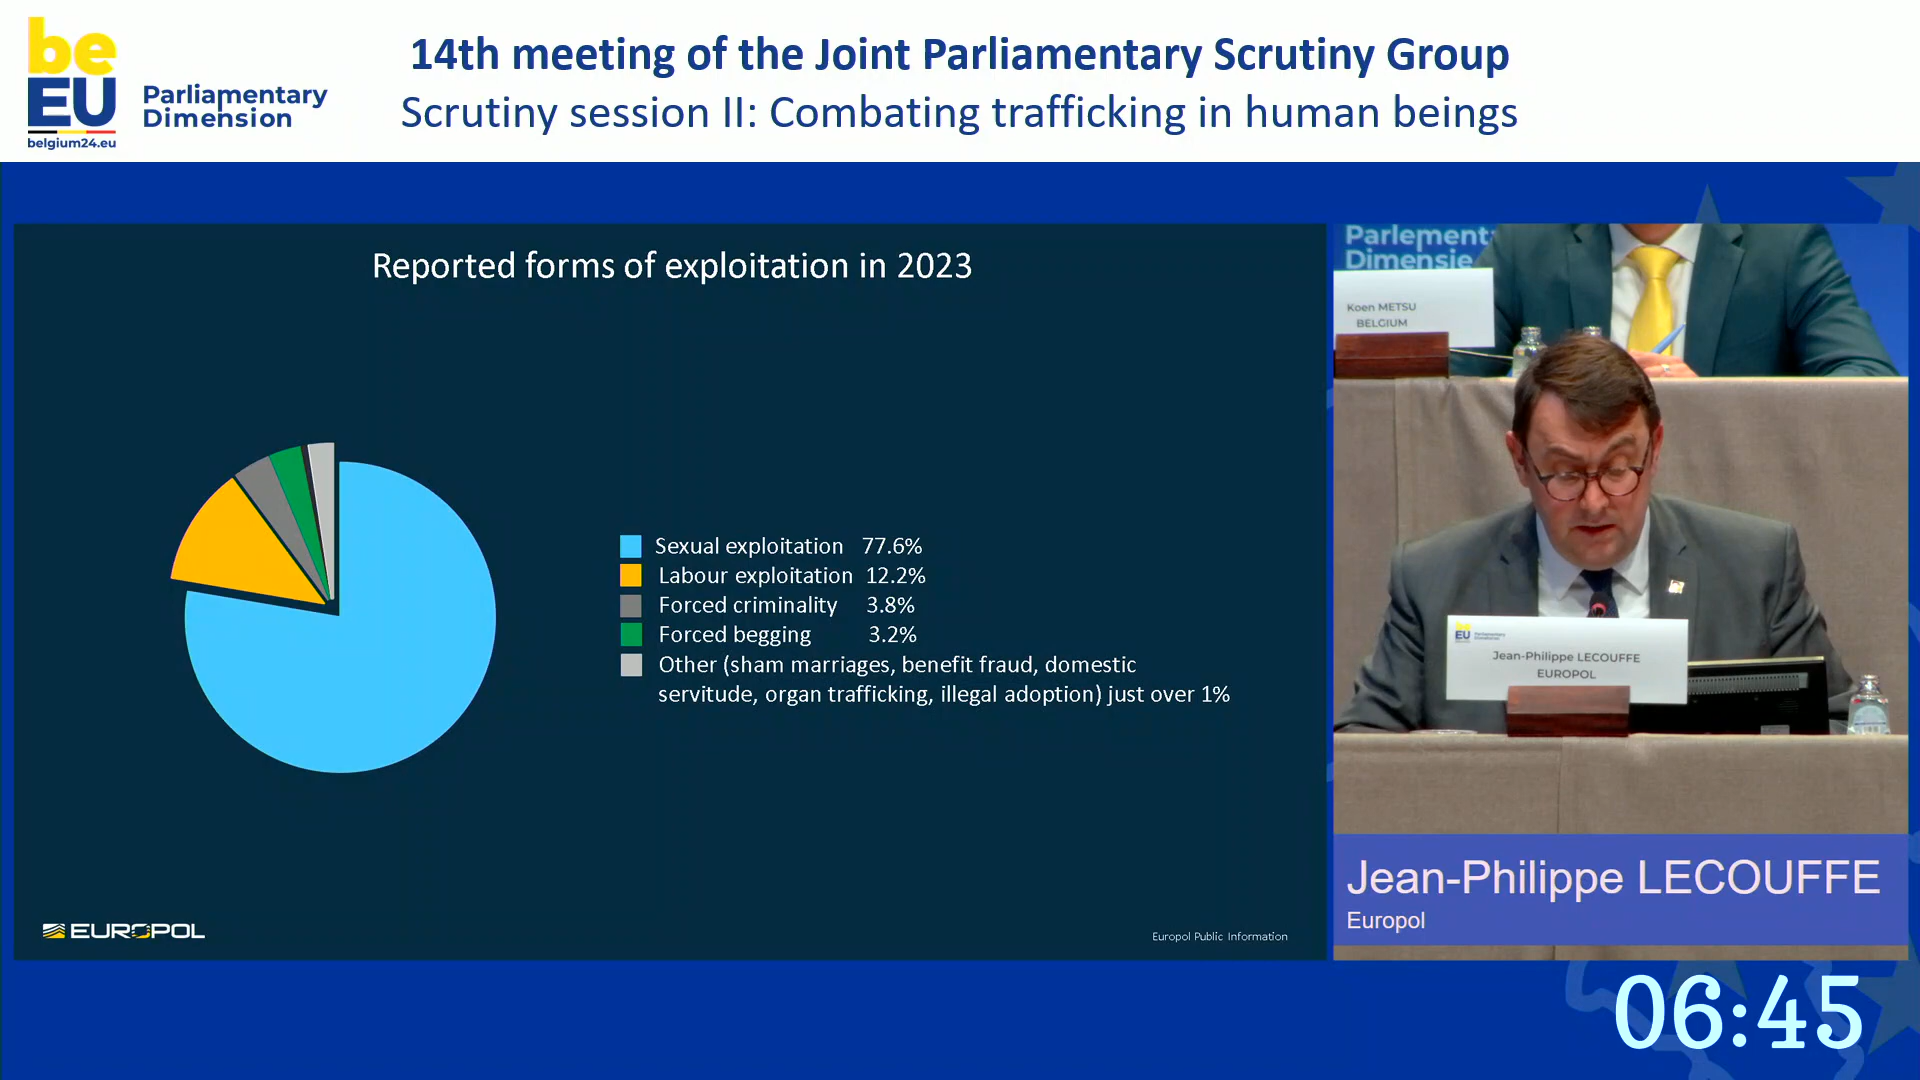 be
EU
belgium24.eu
Parliamentary
Dimension
14th meeting of the Joint Parliamentary Scrutiny Group
Scrutiny session II: Combating trafficking in human beings
Reported forms of exploitation in 2023
Sexual exploitation 77.6%
Labour exploitation 12.2%
Forced criminality 3.8%
Forced begging 3.2%
Other (sham marriages, benefit fraud, domestic
servitude, organ trafficking, illegal adoption) just over 1%
EUROPOL
Europol Public Information
Parlement
Dimensie
Koen METSU
BELGIUM
be
EU
Parliamentary
Dimension
Jean-Philippe LECOUFFE
EUROPOL
Jean-Philippe LECOUFFE
Europol
06:45